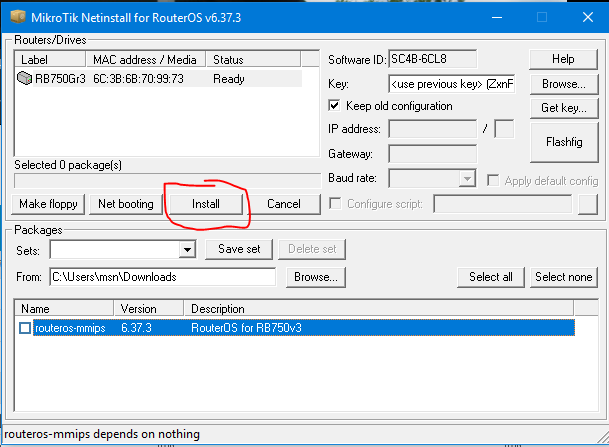 MikroTik Netinstall for RouterOS v6.37.3
Routers/Drives
Label MAC address / Media Status
RB750Gr3 6C:3B:6B:70:99:73 Ready
Selected 0 package(s)
Make floppy Net booting Install Cancel
Software ID: SC4B-6CL8 Help
Key: <use previous key> (ZxnF Browse...
Keep old configuration Get key...
IP address: / Flashfig
Gateway:
Baud rate: Apply default config
Configure script:
Packages
Sets: Save set Delete set
From: C:\Users\msn\Downloads Browse... Select all Select none
Name Version Description
routeros-mmips 6.37.3 RouterOS for RB750v3
routeros-mmips depends on nothing